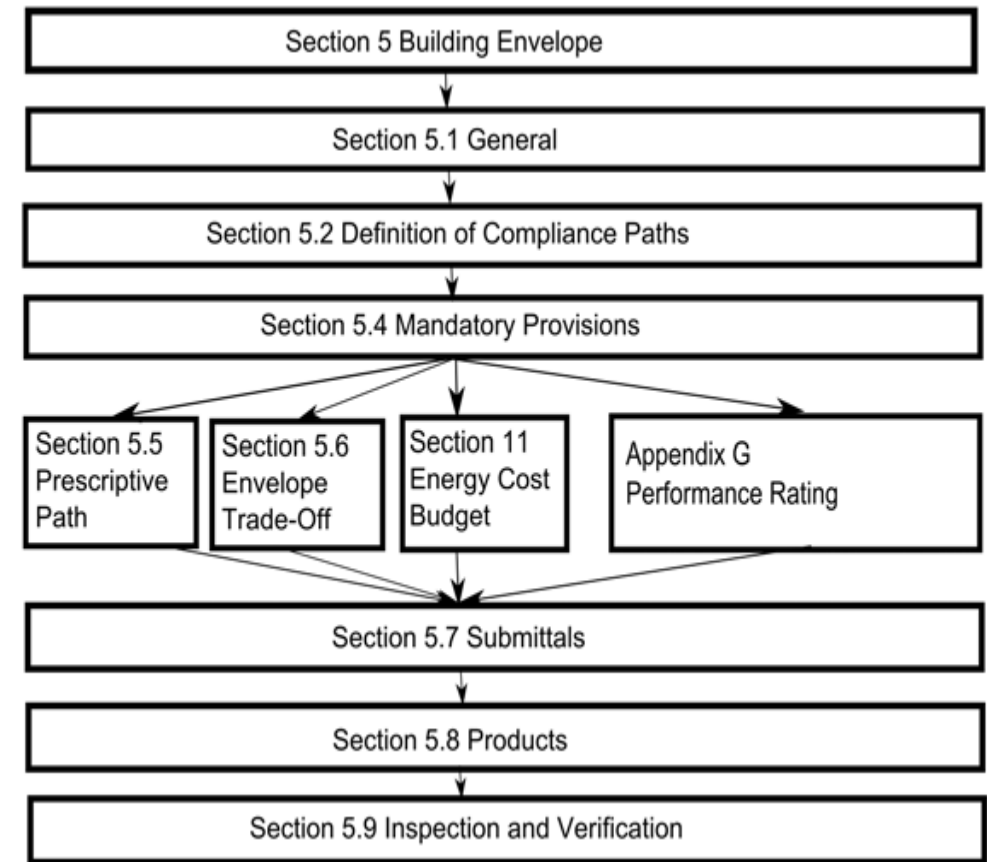 Section 5 Building Envelope
Section 5.1 General
Section 5.2 Definition of Compliance Paths
Section 5.4 Mandatory Provisions
Section 5.5
Prescriptive
Path
Section 5.6
Envelope
Trade-Off
Section 11
Energy Cost
Budget
Appendix G
Performance Rating
Section 5.7 Submittals
Section 5.8 Products
Section 5.9 Inspection and Verification